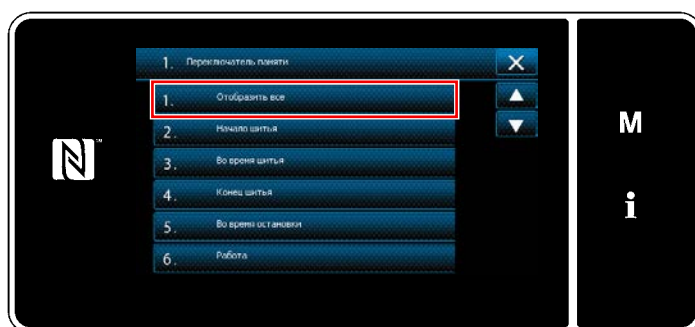 1. Переключатель памяти
1. Отобразить все
2. Начало шитья
3. Во время шитья
4. Конец шитья
5. Во время остановки
6. Работа
N™
M
i